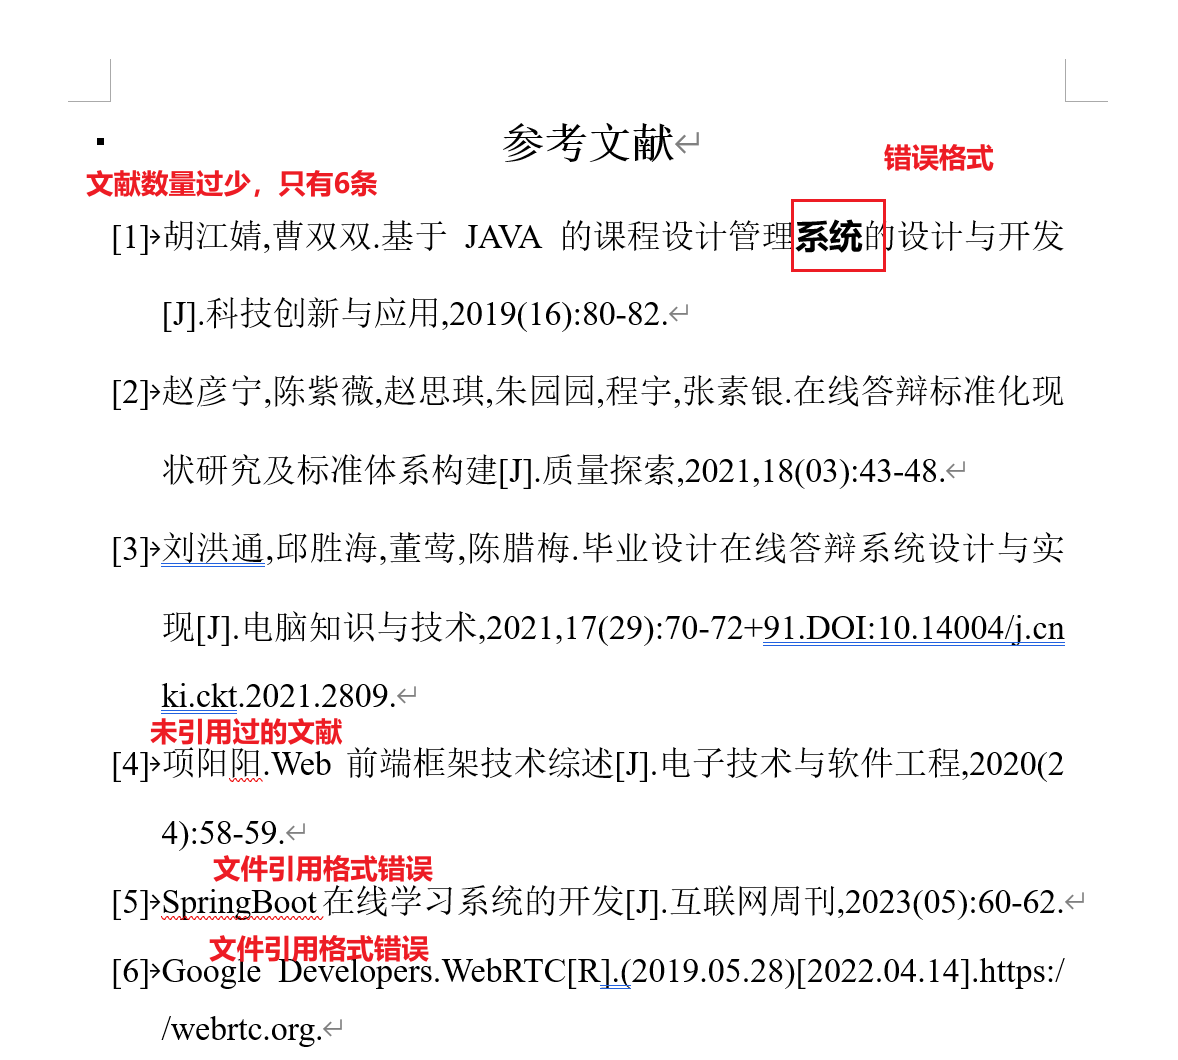 参考文献
错误格式
文献数量过少，只有6条
[1]胡江婧,曹双双.基于 JAVA 的课程设计管理系统的设计与开发
[J].科技创新与应用,2019(16):80-82.
[2]赵彦宁,陈紫薇,赵思琪,朱园园,程宇,张素银.在线答辩标准化现
状研究及标准体系构建[J].质量探索,2021,18(03):43-48.
[3]刘洪通,邱胜海,董莺,陈腊梅.毕业设计在线答辩系统设计与实
现[J].电脑知识与技术,2021,17(29):70-72+91.DOI:10.14004/j.cn
ki.ckt.2021.2809.
未引用过的文献
[4]项阳阳.Web 前端框架技术综述[J].电子技术与软件工程,2020(2
4):58-59.
文件引用格式错误
[5]SpringBoot 在线学习系统的开发[J].互联网周刊,2023(05):60-62.
文件引用格式错误
[6]Google Developers.WebRTC[R].(2019.05.28)[2022.04.14].https:/
/webrtc.org.